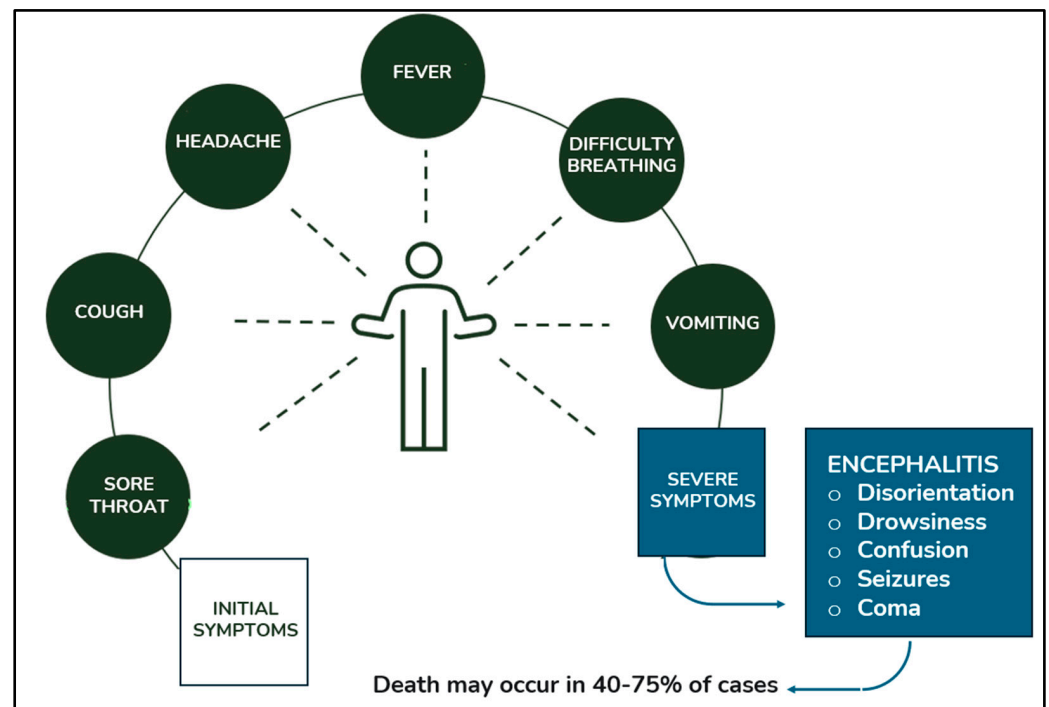 FEVER
HEADACHE
DIFFICULTY
BREATHING
COUGH
VOMITING
SORE
THROAT
SEVERE
SYMPTOMS
ENCEPHALITIS
o Disorientation
o Drowsiness
o Confusion
o Seizures
o Coma
INITIAL
SYMPTOMS
Death may occur in 40-75% of cases